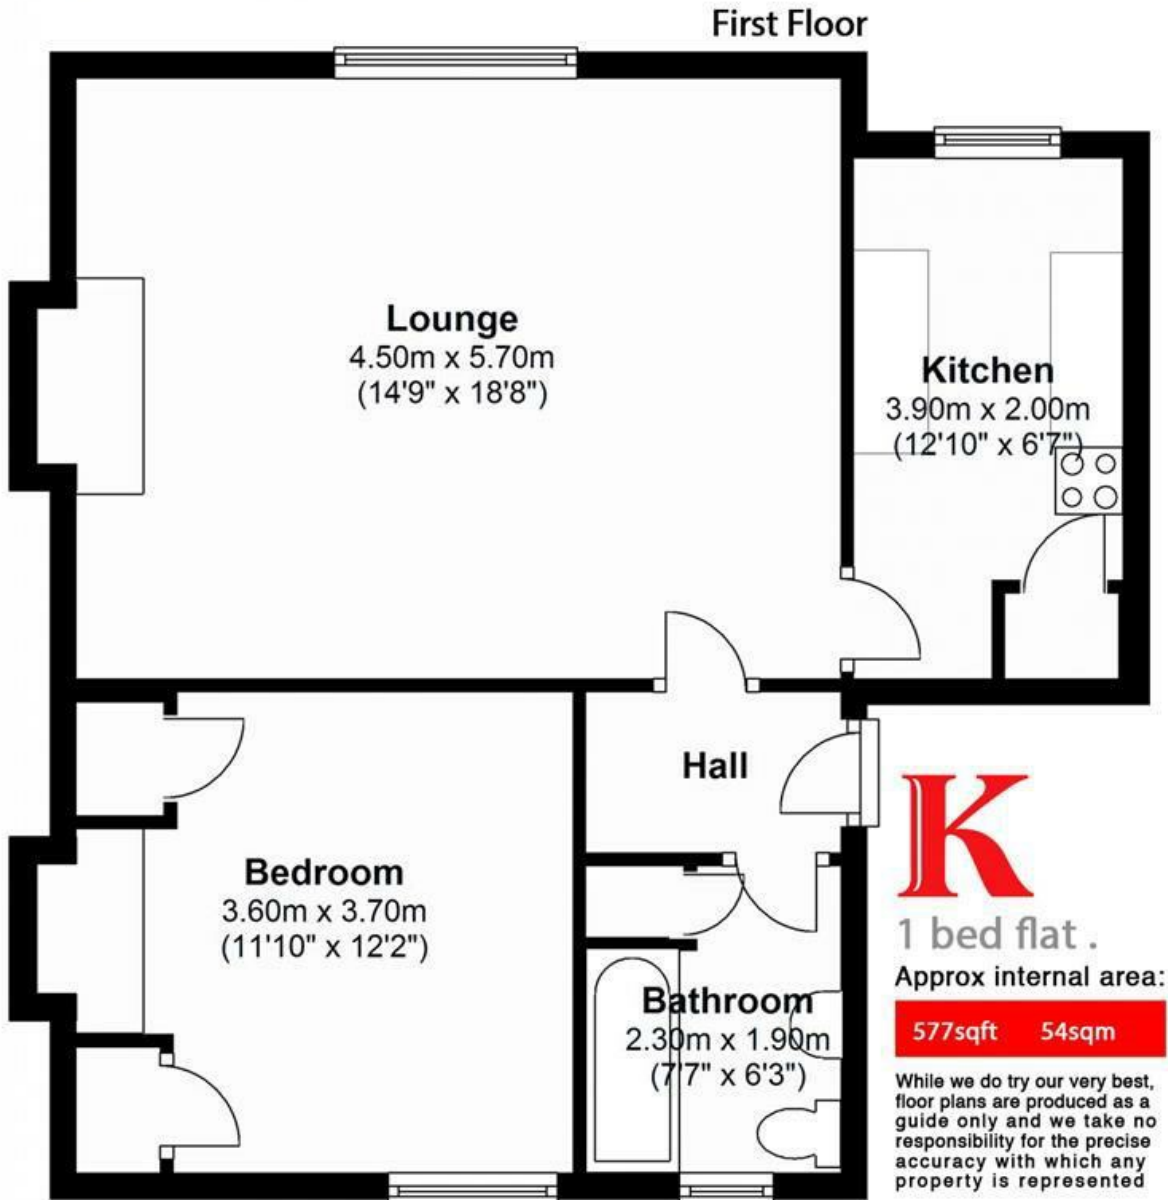 First Floor
Lounge
4.50m x 5.70m
(14'9" x 18'8")
Kitchen
3.90m x 2.00m
(12'10" x 6'7")
Hall
Bedroom
3.60m x 3.70m
(11'10" x 12'2")
Bathroom
2.30m x 1.90m
(7'7" x 6'3")
K
1 bed flat .
Approx internal area:
577sqft 54sqm
While we do try our very best,
floor plans are produced as a
guide only and we take no
responsibility for the precise
accuracy with which any
property is represented